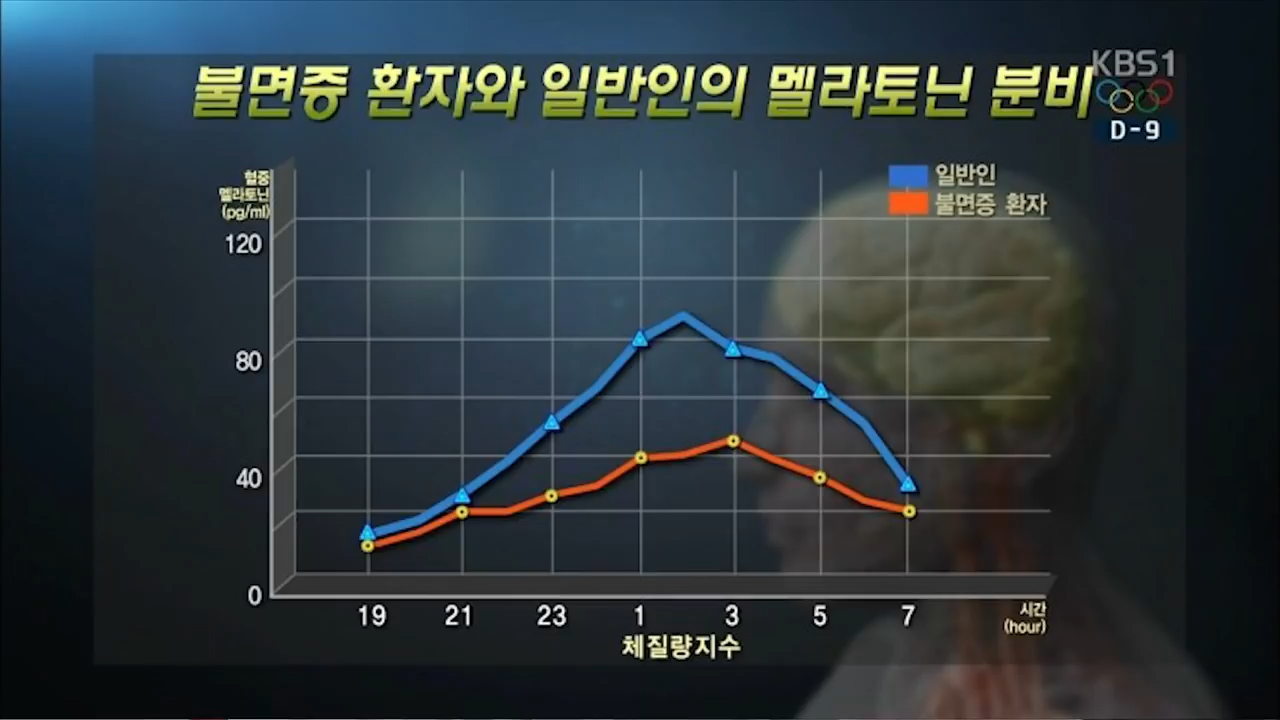 KBS1
불면증 환자와 일반인의 멜라토닌 분비
D-9
혈중
멜라토닌
(pg/ml)
일반인
불면증 환자
120
80
40
0
19 21 23 1 3 5 7
시간
(hour)
체질량지수